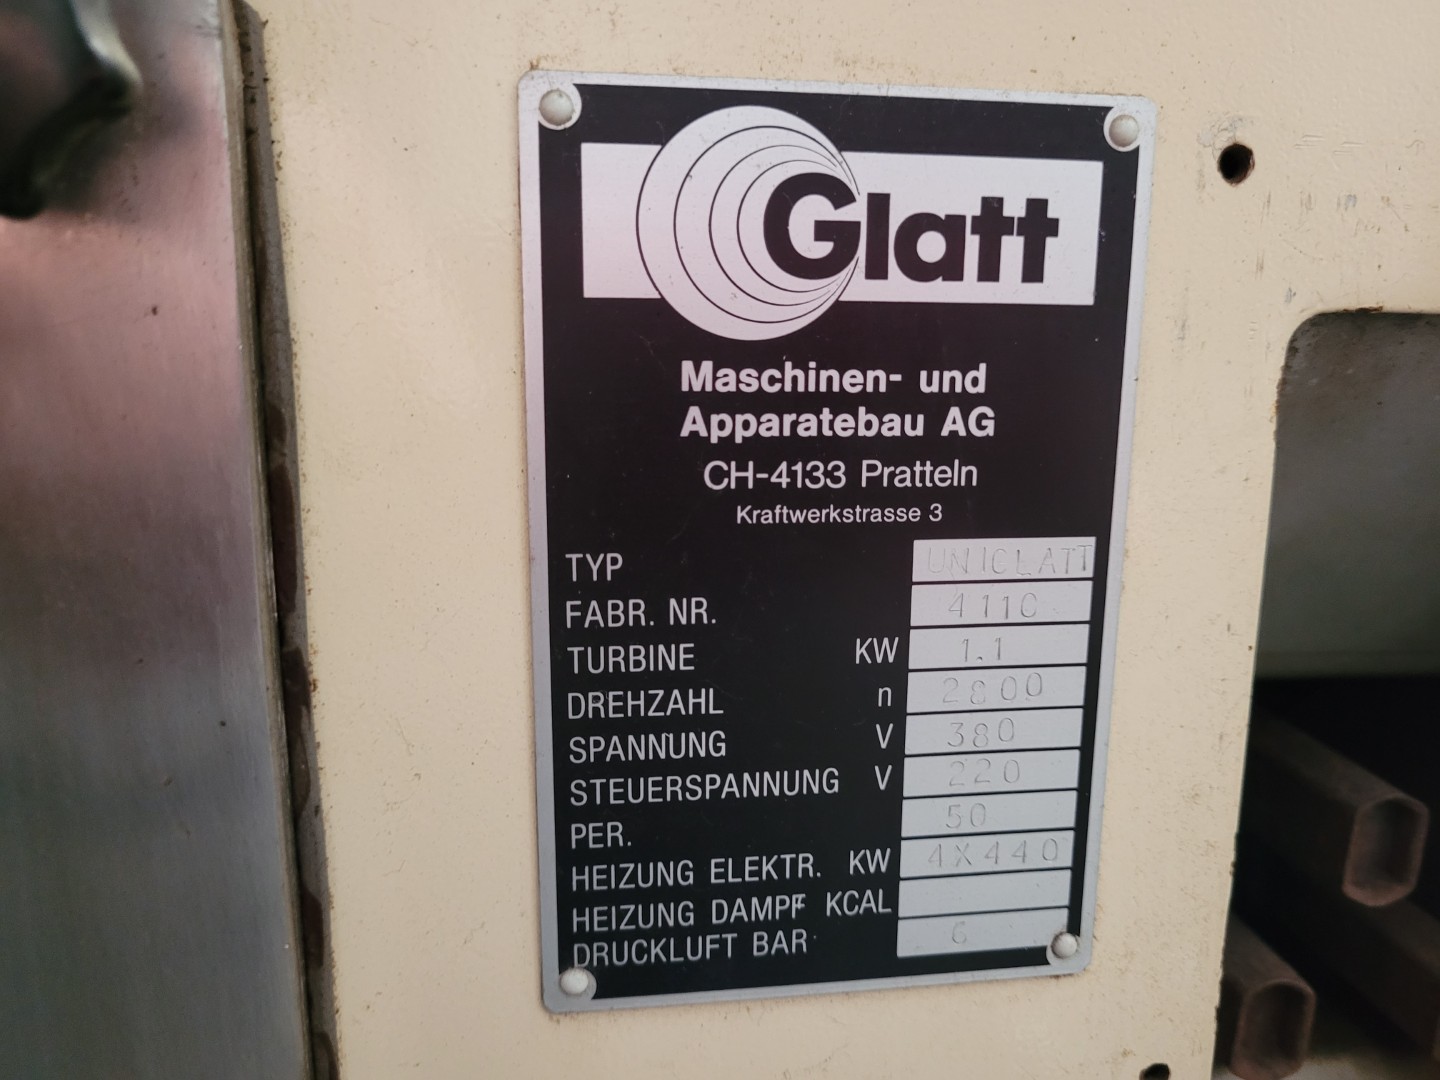 Glatt
Maschinen- und
Apparatebau AG
CH-4133 Pratteln
Kraftwerkstrasse 3
TYP UNIGLATT
FABR. NR. 4110
TURBINE KW 1.1
DREHZAHL n 2800
SPANNUNG V 380
STEUERSPANNUNG V 220
PER. 50
HEIZUNG ELEKTR. KW 4X440
HEIZUNG DAMPF KCAL
DRUCKLUFT BAR 6